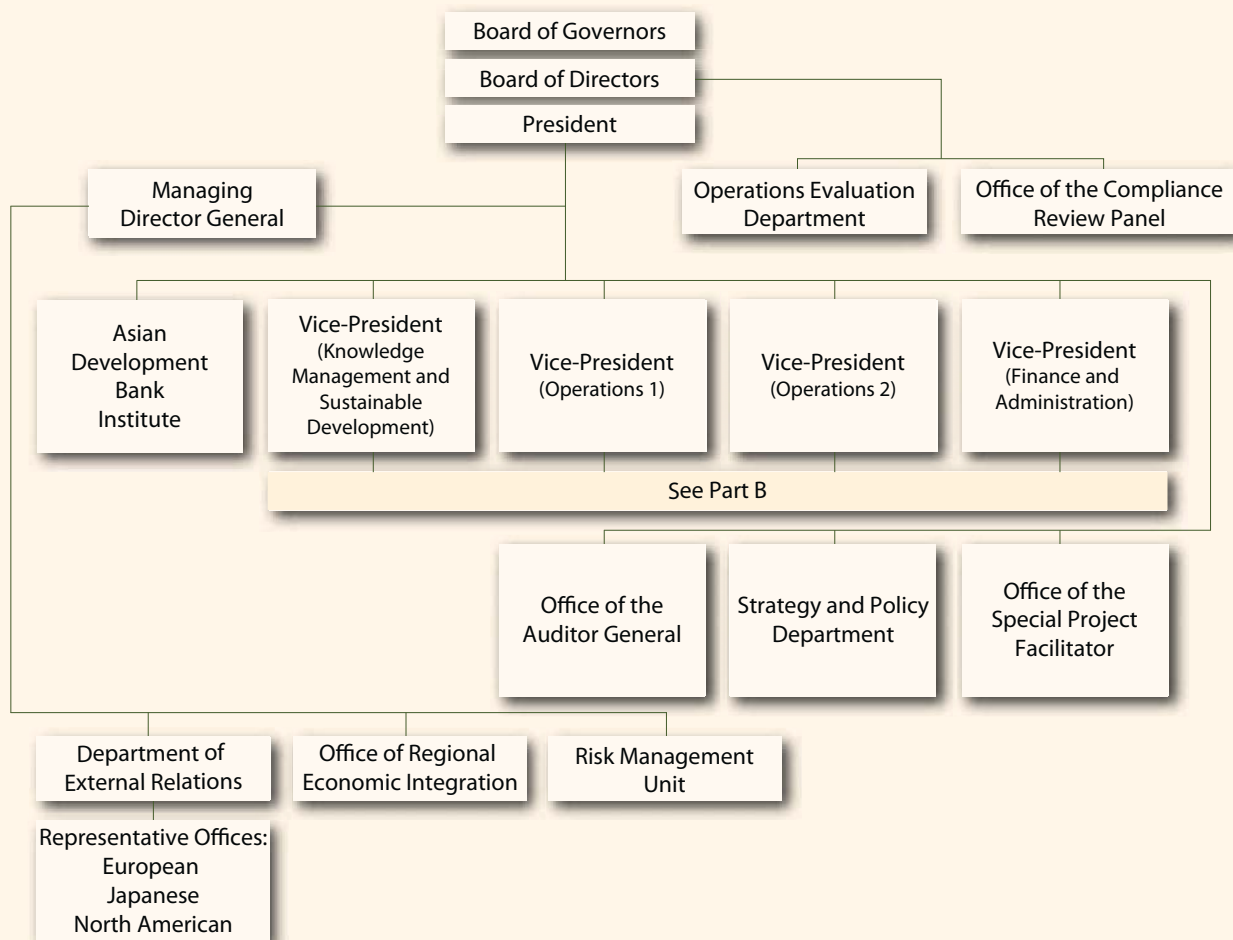 Board of Governors
Board of Directors
President
Managing
Director General
Operations Evaluation
Department
Office of the Compliance
Review Panel
Asian
Development
Bank
Institute
Vice-President
(Knowledge
Management and
Sustainable
Development)
Vice-President
(Operations 1)
Vice-President
(Operations 2)
Vice-President
(Finance and
Administration)
See Part B
Office of the
Auditor General
Strategy and Policy
Department
Office of the
Special Project
Facilitator
Department of
External Relations
Office of Regional
Economic Integration
Risk Management
Unit
Representative Offices:
European
Japanese
North American